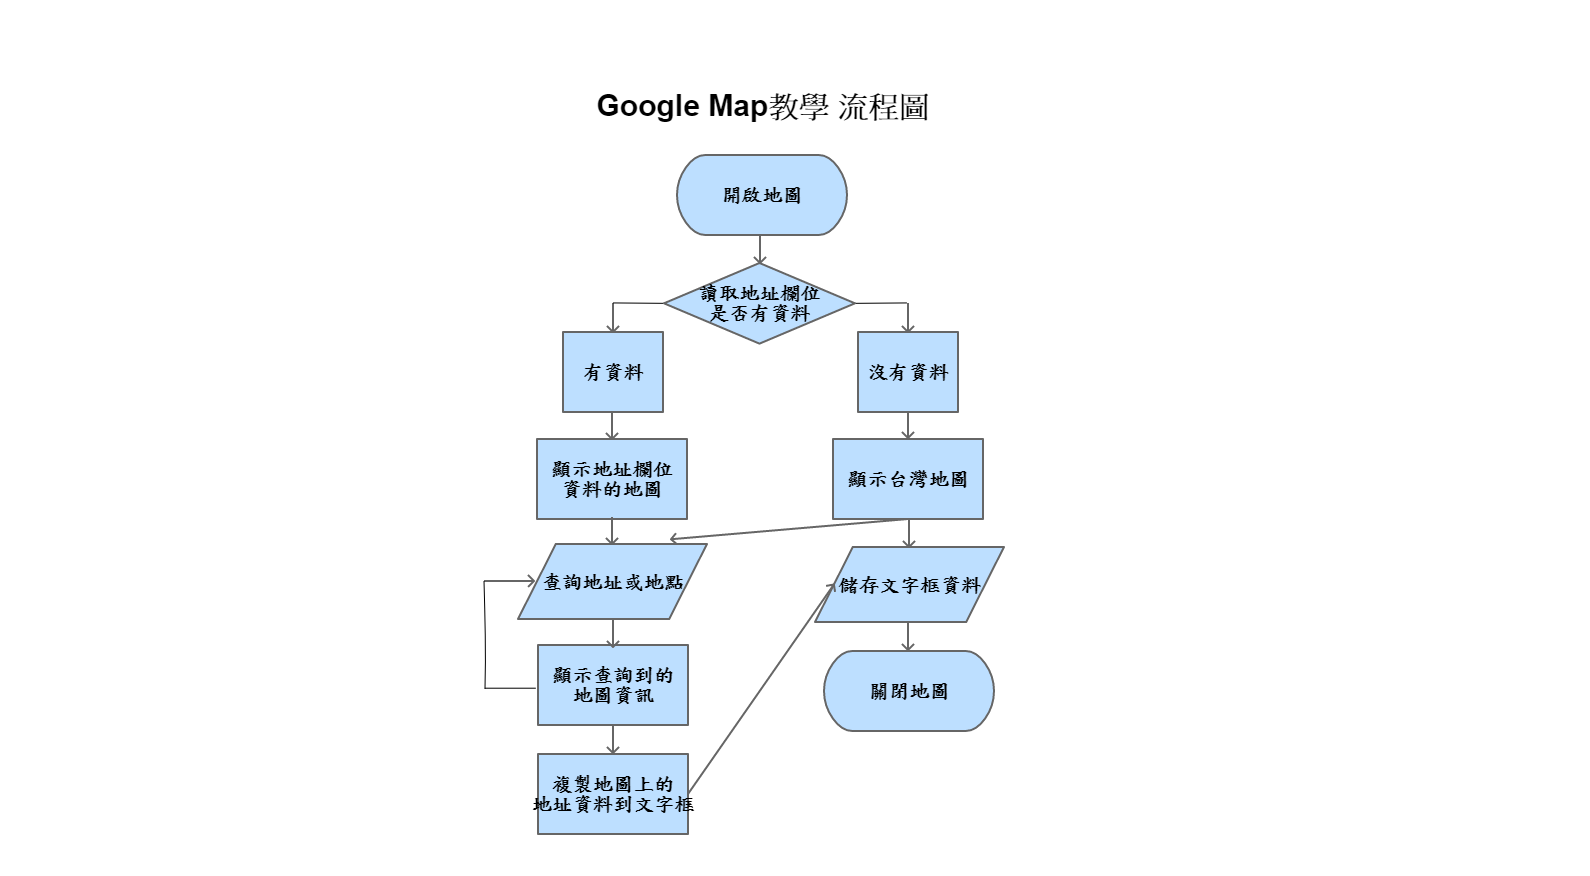 Google Map教學 流程圖
開啟地圖
讀取地址欄位
是否有資料
有資料
沒有資料
顯示地址欄位
資料的地圖
顯示台灣地圖
查詢地址或地點
儲存文字框資料
顯示查詢到的
地圖資訊
關閉地圖
複製地圖上的
地址資料到文字框